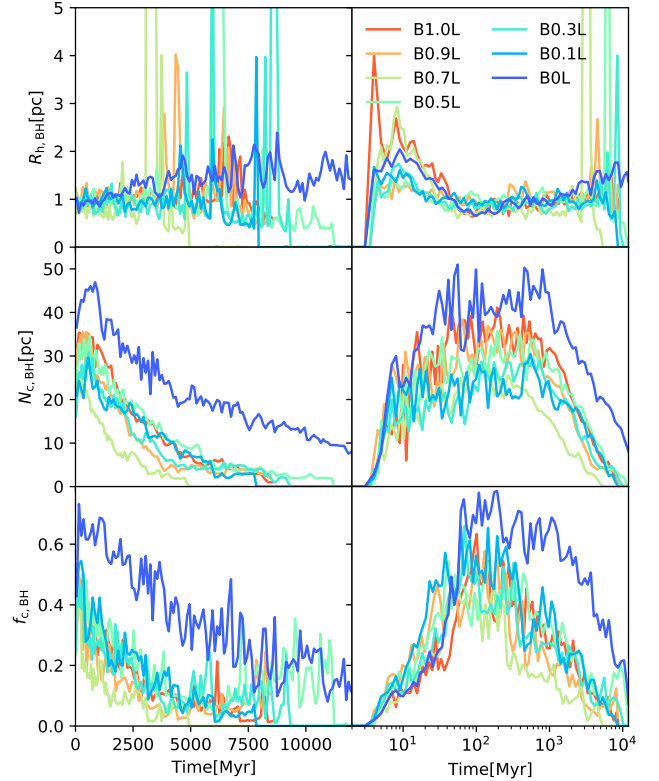 5
4
3
2
1
0
R_h, BH[pc]
B1.0L
B0.9L
B0.7L
B0.5L
B0.3L
B0.1L
B0L
50
40
30
20
10
0
N_c, BH[pc]
0.6
0.4
0.2
0.0
f_c, BH
0 2500 5000 7500 10000
Time[Myr]
10^1 10^2 10^3 10^4
Time[Myr]